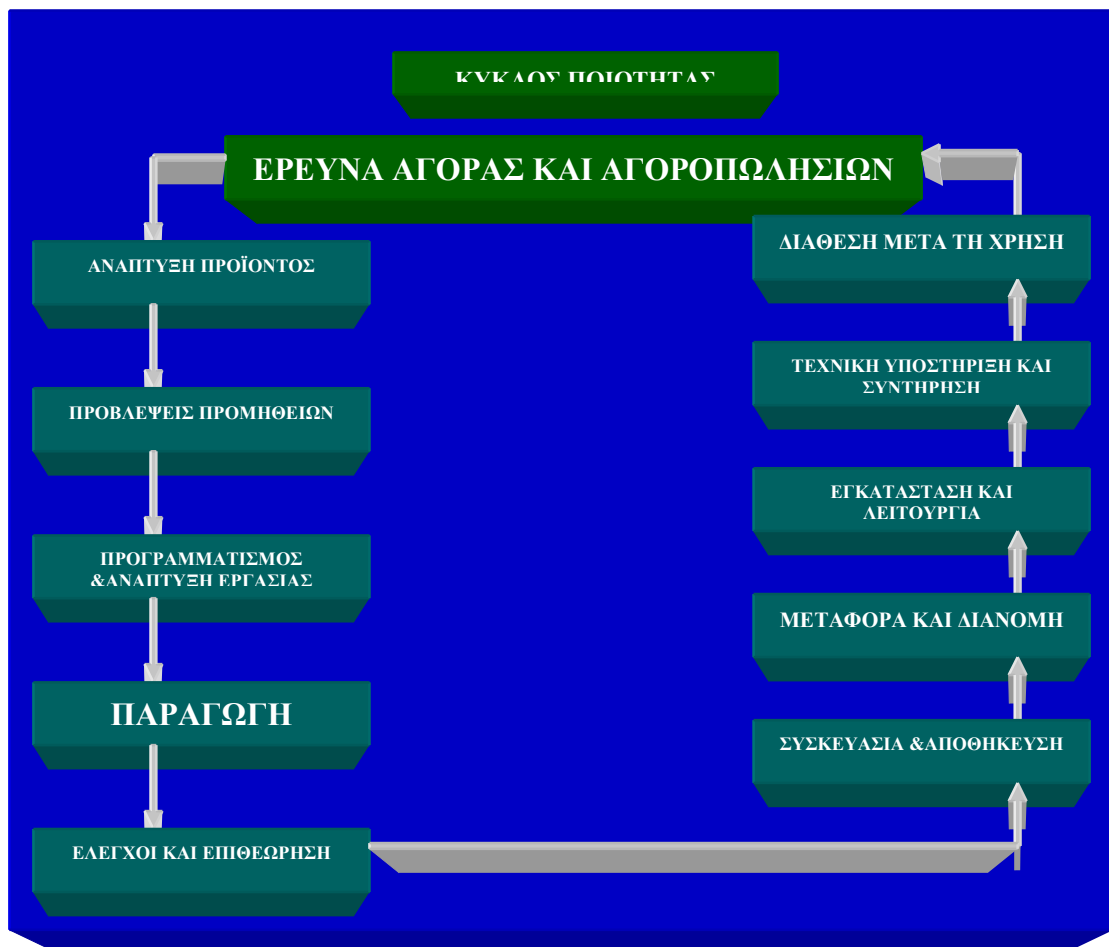 ΚΥΚΛΟΣ ΠΟΙΟΤΗΤΑΣ
ΕΡΕΥΝΑ ΑΓΟΡΑΣ ΚΑΙ ΑΓΟΡΟΠΩΛΗΣΙΩΝ
ΑΝΑΠΤΥΞΗ ΠΡΟΪΟΝΤΟΣ
ΠΡΟΒΛΕΨΕΙΣ ΠΡΟΜΗΘΕΙΩΝ
ΠΡΟΓΡΑΜΜΑΤΙΣΜΟΣ
&ΑΝΑΠΤΥΞΗ ΕΡΓΑΣΙΑΣ
ΠΑΡΑΓΩΓΗ
ΕΛΕΓΧΟΙ ΚΑΙ ΕΠΙΘΕΩΡΗΣΗ
ΔΙΑΘΕΣΗ ΜΕΤΑ ΤΗ ΧΡΗΣΗ
ΤΕΧΝΙΚΗ ΥΠΟΣΤΗΡΙΞΗ ΚΑΙ
ΣΥΝΤΗΡΗΣΗ
ΕΓΚΑΤΑΣΤΑΣΗ ΚΑΙ
ΛΕΙΤΟΥΡΓΙΑ
ΜΕΤΑΦΟΡΑ ΚΑΙ ΔΙΑΝΟΜΗ
ΣΥΣΚΕΥΑΣΙΑ &ΑΠΟΘΗΚΕΥΣΗ